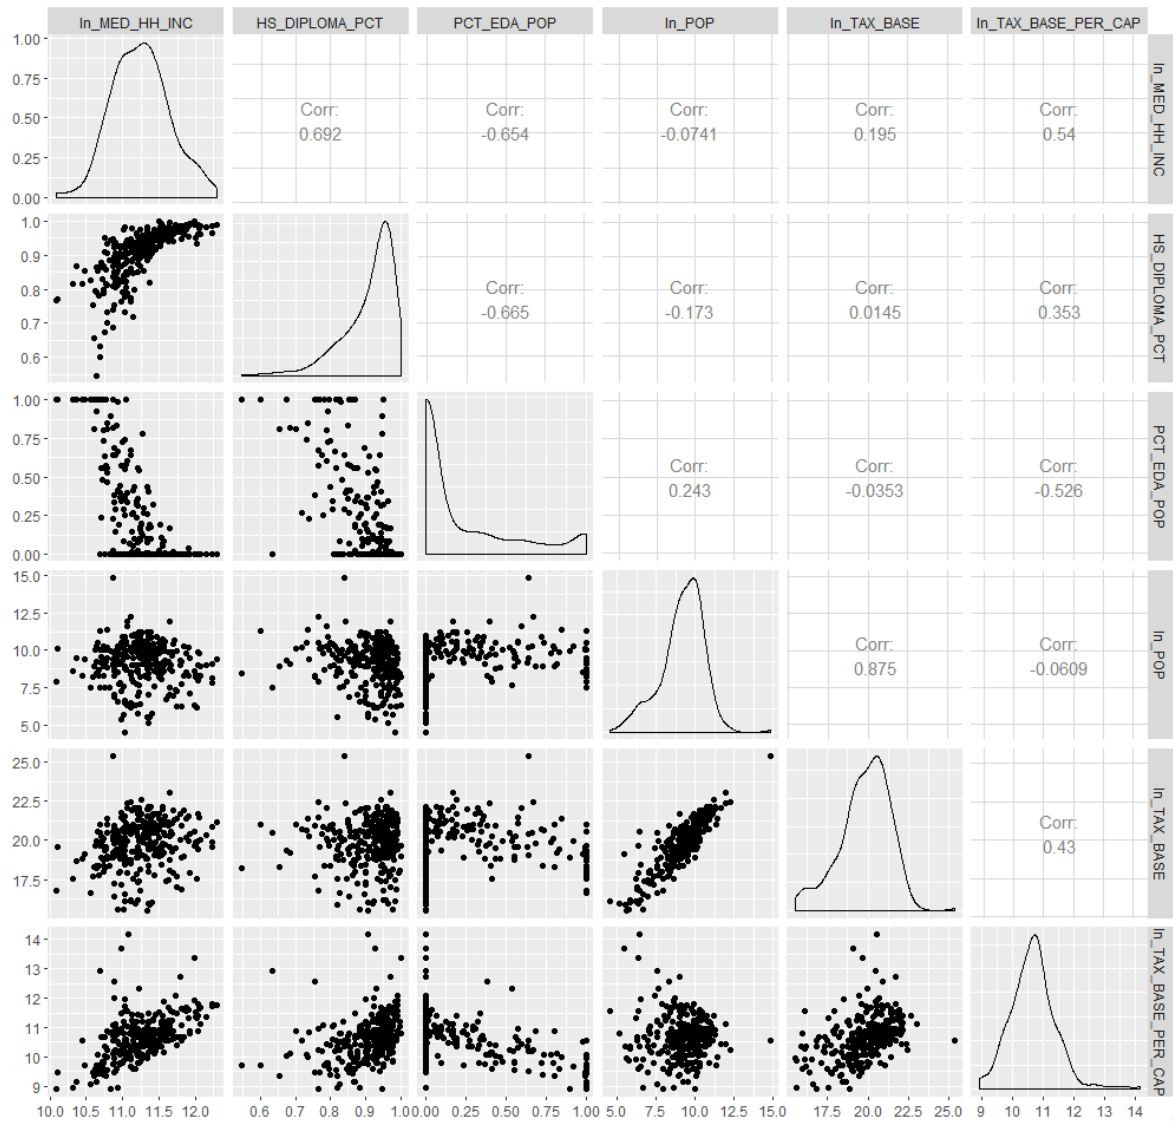 In_MED_HH_INC HS_DIPLOMA_PCT PCT_EDA_POP In_POP In_TAX_BASE In_TAX_BASE_PER_CAP
1.00
0.75
0.50
0.25
0.00
Corr:
0.692
Corr:
-0.654
Corr:
-0.0741
Corr:
0.195
Corr:
0.54
In_MED_HH_INC
1.0
0.9
0.8
0.7
0.6
Corr:
-0.665
Corr:
-0.173
Corr:
0.0145
Corr:
0.353
HS_DIPLOMA_PCT
1.00
0.75
0.50
0.25
0.00
Corr:
0.243
Corr:
-0.0353
Corr:
-0.526
PCT_EDA_POP
15.0
12.5
10.0
7.5
5.0
Corr:
0.875
Corr:
-0.0609
In_POP
25.0
22.5
20.0
17.5
Corr:
0.43
In_TAX_BASE
14
13
12
11
10
9
In_TAX_BASE_PER_CAP
10.0 10.5 11.0 11.5 12.0
0.6 0.7 0.8 0.9 1.0
0.00 0.25 0.50 0.75 1.00
5.0 7.5 10.0 12.5 15.0
17.5 20.0 22.5 25.0
9 10 11 12 13 14